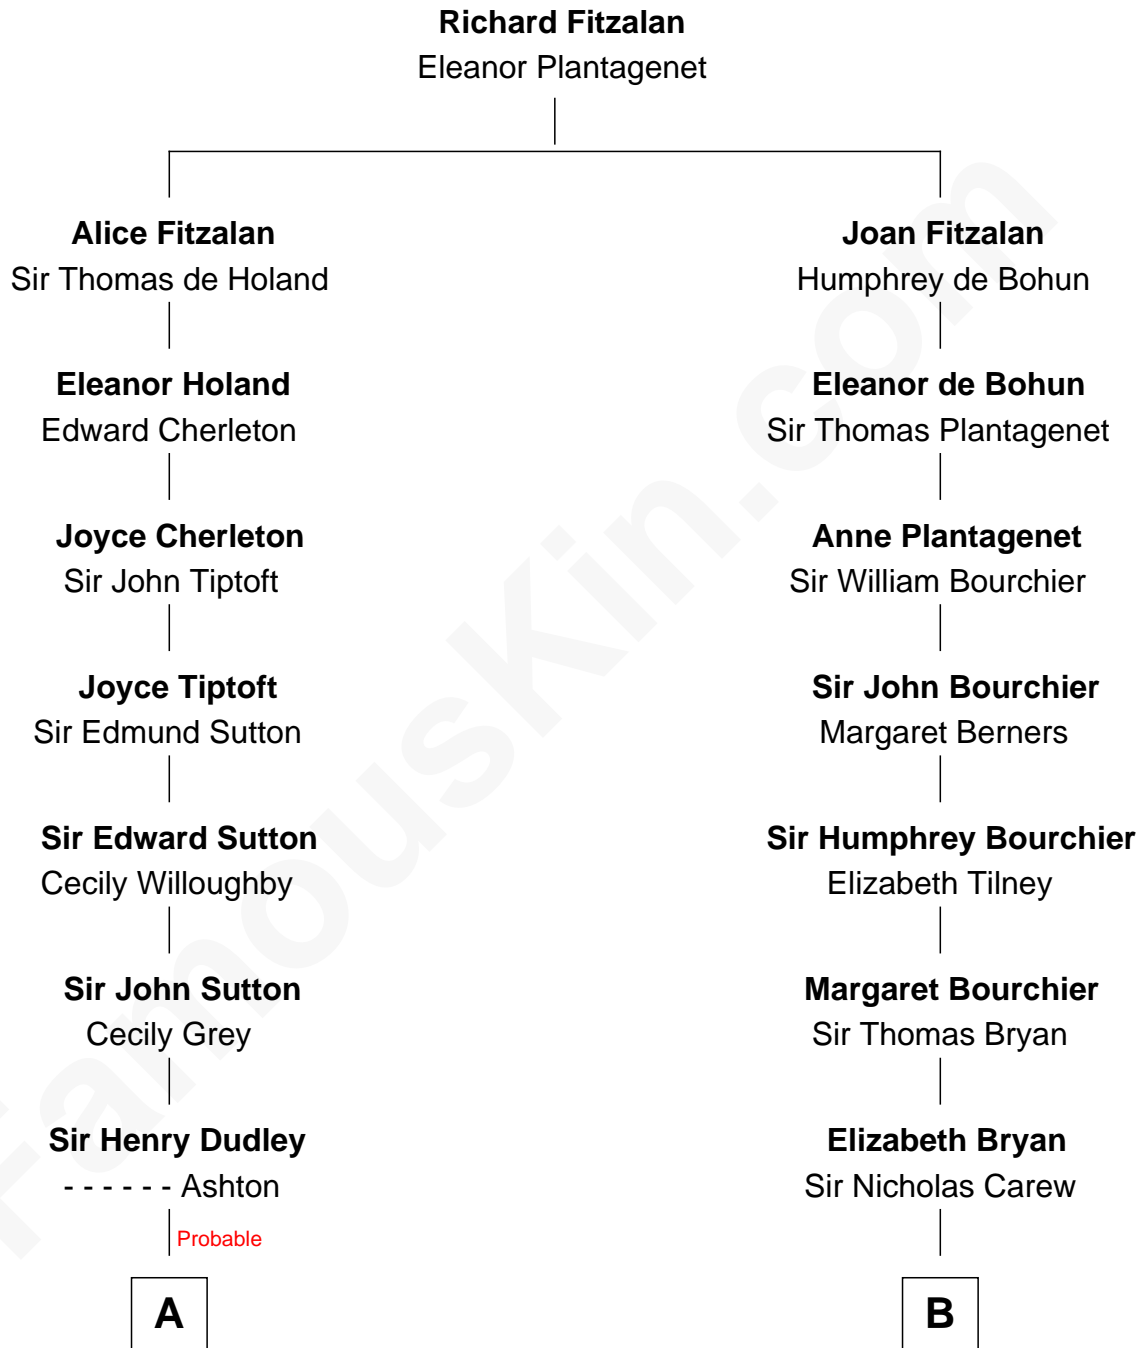 Richard Fitzalan
Eleanor Plantagenet
Alice Fitzalan
Sir Thomas de Holand
Joan Fitzalan
Humphrey de Bohun
Eleanor Holand
Edward Cherleton
Eleanor de Bohun
Sir Thomas Plantagenet
Joyce Cherleton
Sir John Tiptoft
Anne Plantagenet
Sir William Bourchier
Joyce Tiptoft
Sir Edmund Sutton
Sir John Bourchier
Margaret Berners
Sir Edward Sutton
Cecily Willoughby
Sir Humphrey Bourchier
Elizabeth Tilney
Sir John Sutton
Cecily Grey
Margaret Bourchier
Sir Thomas Bryan
Sir Henry Dudley
- - - - - - Ashton
Elizabeth Bryan
Sir Nicholas Carew
Probable
A
B
FamousKin.com